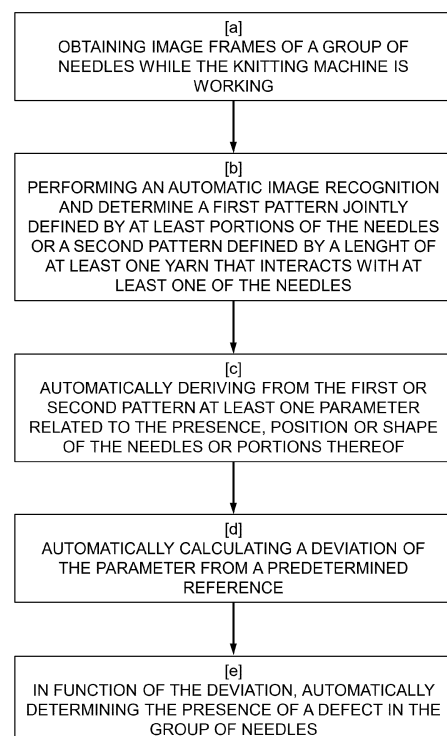 [a]
OBTAINING IMAGE FRAMES OF A GROUP OF
NEEDLES WHILE THE KNITTING MACHINE IS
WORKING
[b]
PERFORMING AN AUTOMATIC IMAGE RECOGNITION
AND DETERMINE A FIRST PATTERN JOINTLY
DEFINED BY AT LEAST PORTIONS OF THE NEEDLES
OR A SECOND PATTERN DEFINED BY A LENGHT OF
AT LEAST ONE YARN THAT INTERACTS WITH AT
LEAST ONE OF THE NEEDLES
[c]
AUTOMATICALLY DERIVING FROM THE FIRST OR
SECOND PATTERN AT LEAST ONE PARAMETER
RELATED TO THE PRESENCE, POSITION OR SHAPE
OF THE NEEDLES OR PORTIONS THEREOF
[d]
AUTOMATICALLY CALCULATING A DEVIATION OF
THE PARAMETER FROM A PREDETERMINED
REFERENCE
[e]
IN FUNCTION OF THE DEVIATION, AUTOMATICALLY
DETERMINING THE PRESENCE OF A DEFECT IN THE
GROUP OF NEEDLES